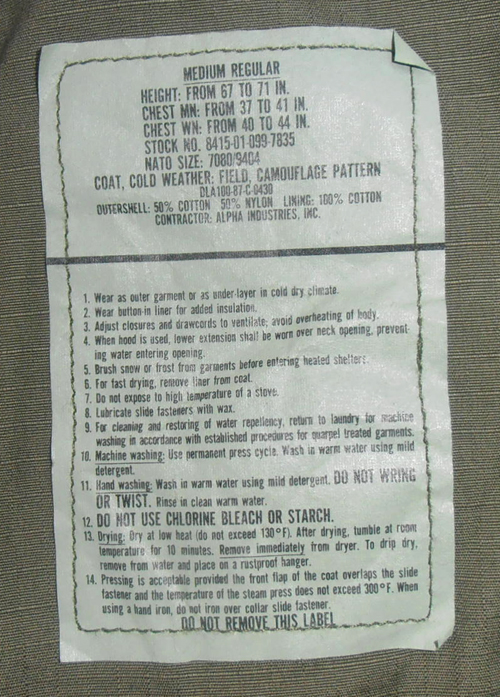 MEDIUM REGULAR
HEIGHT: FROM 67 TO 71 IN.
CHEST MN: FROM 37 TO 41 IN.
CHEST WN: FROM 40 TO 44 IN.
STOCK NO. 8415-01-099-7835
NATO SIZE: 7080/9404
COAT, COLD WEATHER; FIELD, CAMOUFLAGE PATTERN
DLA100-87-C-0430
OUTERSHELL: 50% COTTON 50% NYLON LINING: 100% COTTON
CONTRACTOR: ALPHA INDUSTRIES, INC.
1. Wear as outer garment or as under-layer in cold dry climate.
2. Wear button-in liner for added insulation.
3. Adjust closures and drawcords to ventilate; avoid overheating of body.
4. When hood is used, lower extension shall be worn over neck opening, prevent-
ing water entering opening.
5. Brush snow or frost from garments before entering heated shelters.
6. For fast drying, remove liner from coat.
7. Do not expose to high temperature of a stove.
8. Lubricate slide fasteners with wax.
9. For cleaning and restoring of water repellency, return to laundry for machine
washing in accordance with established procedures for quarpel treated garments.
10. Machine washing: Use permanent press cycle. Wash in warm water using mild
detergent.
11. Hand washing: Wash in warm water using mild detergent. DO NOT WRING
OR TWIST. Rinse in clean warm water.
12. DO NOT USE CHLORINE BLEACH OR STARCH.
13. Drying: Dry at low heat (do not exceed 130°F). After drying, tumble at room
temperature for 10 minutes. Remove immediately from dryer. To drip dry,
remove from water and place on a rustproof hanger.
14. Pressing is acceptable provided the front flap of the coat overlaps the slide
fastener and the temperature of the steam press does not exceed 300°F. When
using a hand iron, do not iron over collar slide fastener.
DO NOT REMOVE THIS LABEL